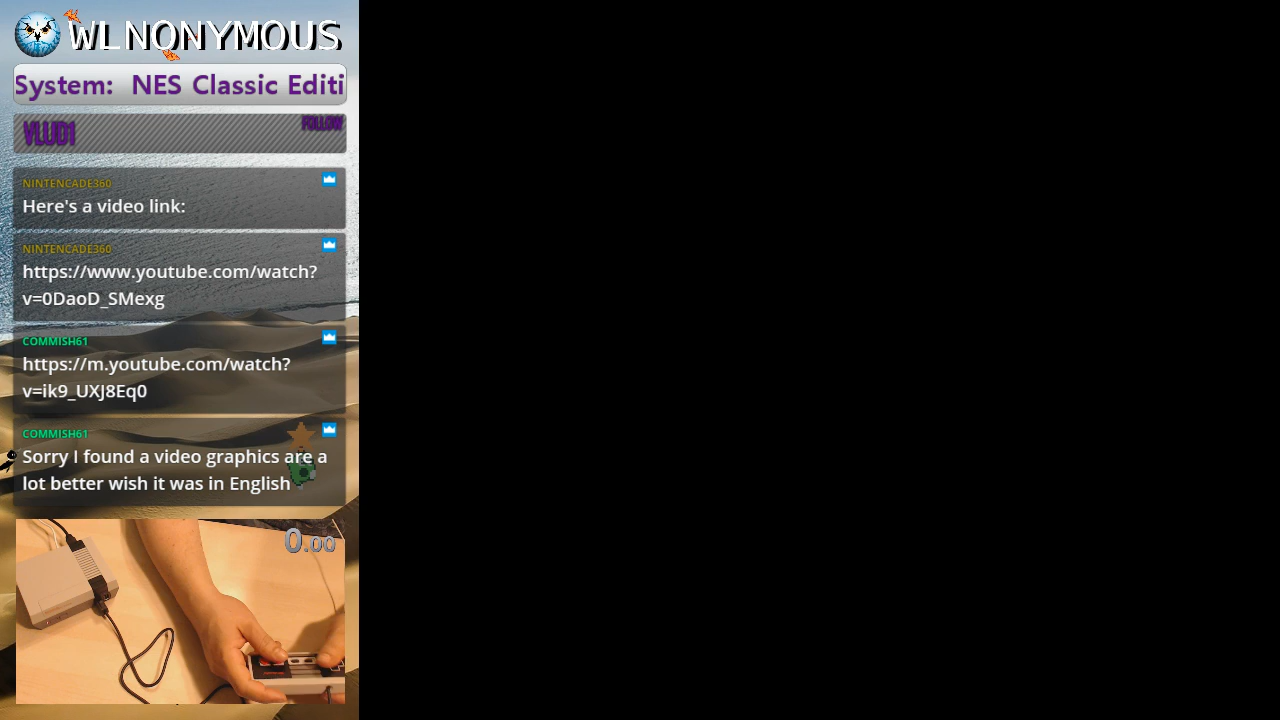 WLNONYMOUS
System: NES Classic Editi
VLUD1
FOLLOW
NINTENCADE360
Here's a video link:
NINTENCADE360
https://www.youtube.com/watch?
v=0DaoD_SMexg
COMMISH61
https://m.youtube.com/watch?
v=ik9_UXJ8Eq0
COMMISH61
Sorry I found a video graphics are a
lot better wish it was in English
0.00